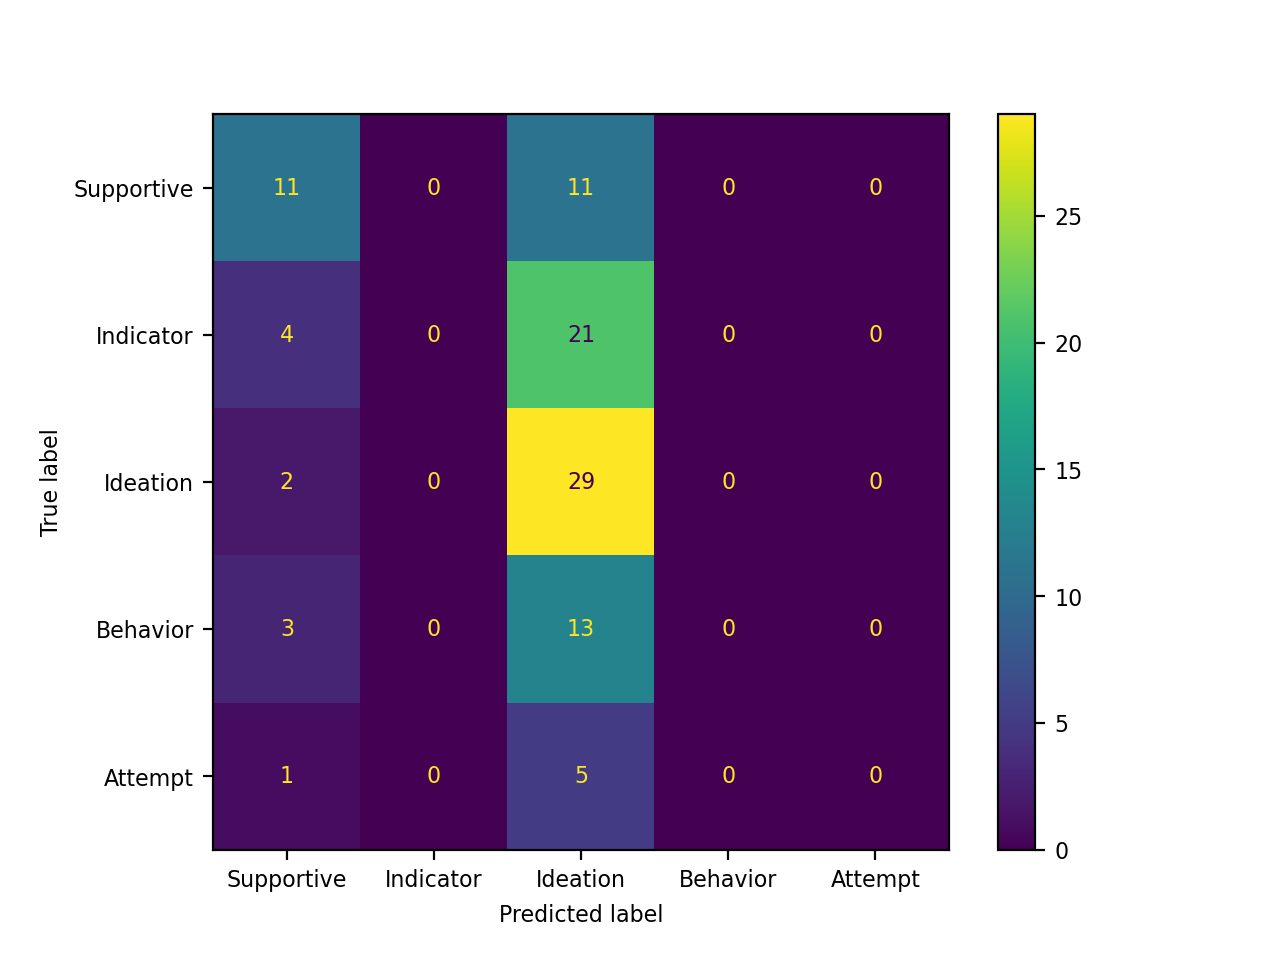 Supportive 11 0 11 0 0
Indicator 4 0 21 0 0
Ideation 2 0 29 0 0
Behavior 3 0 13 0 0
Attempt 1 0 5 0 0
Supportive Indicator Ideation Behavior Attempt
Predicted label
True label
25
20
15
10
5
0